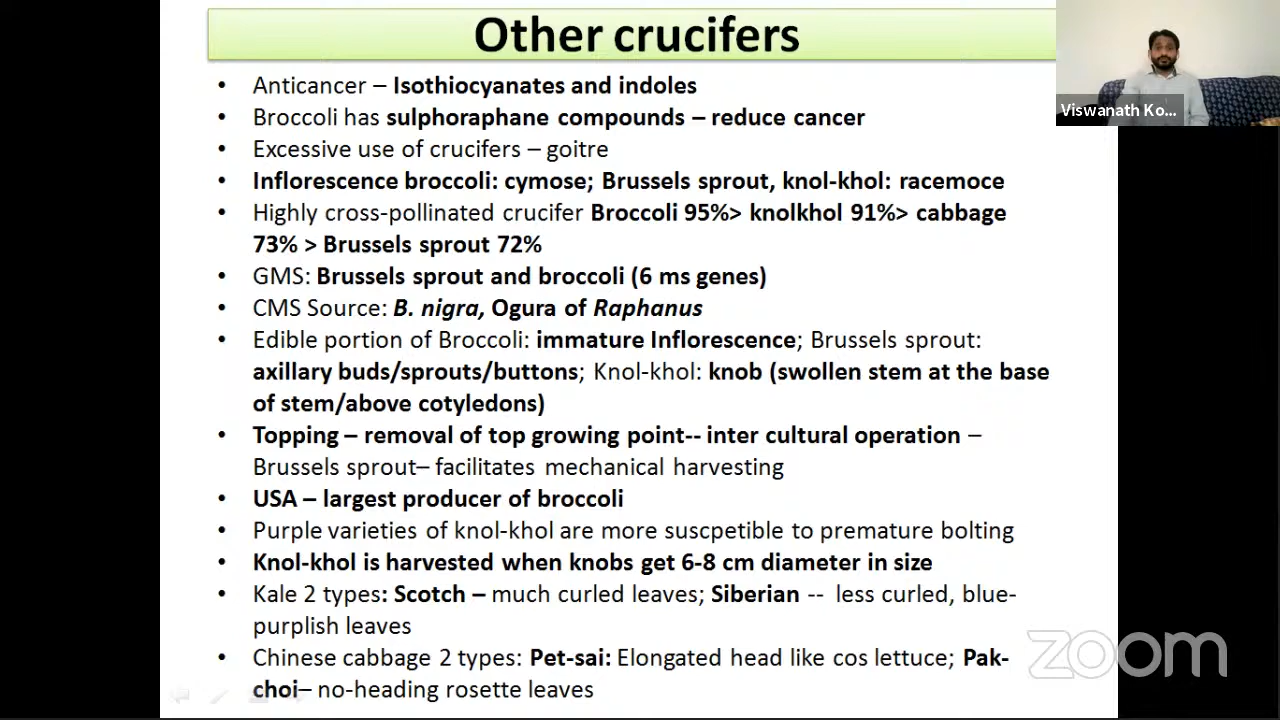 Other crucifers
• Anticancer – Isothiocyanates and indoles
• Broccoli has sulphoraphane compounds – reduce cancer
• Excessive use of crucifers – goitre
• Inflorescence broccoli: cymose; Brussels sprout, knol-khol: racemoce
• Highly cross-pollinated crucifer Broccoli 95%> knolkhol 91%> cabbage
73% > Brussels sprout 72%
• GMS: Brussels sprout and broccoli (6 ms genes)
• CMS Source: B. nigra, Ogura of Raphanus
• Edible portion of Broccoli: immature Inflorescence; Brussels sprout:
axillary buds/sprouts/buttons; Knol-khol: knob (swollen stem at the base
of stem/above cotyledons)
• Topping – removal of top growing point-- inter cultural operation –
Brussels sprout– facilitates mechanical harvesting
• USA – largest producer of broccoli
• Purple varieties of knol-khol are more suscpetible to premature bolting
• Knol-khol is harvested when knobs get 6-8 cm diameter in size
• Kale 2 types: Scotch – much curled leaves; Siberian -- less curled, blue-
purplish leaves
• Chinese cabbage 2 types: Pet-sai: Elongated head like cos lettuce; Pak-
choi– no-heading rosette leaves
Viswanath Ko...
zoom